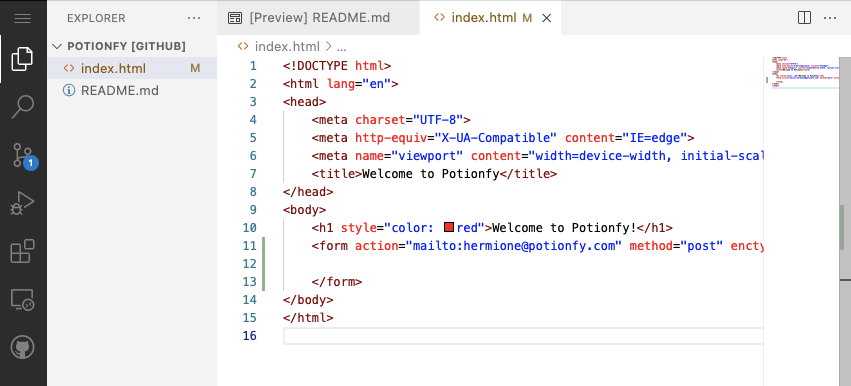 EXPLORER
POTIONFY [GITHUB]
index.html M
README.md
1
[Preview] README.md
index.html M
index.html > ...
1 <!DOCTYPE html>
2 <html lang="en">
3 <head>
4 <meta charset="UTF-8">
5 <meta http-equiv="X-UA-Compatible" content="IE=edge">
6 <meta name="viewport" content="width=device-width, initial-scal
7 <title>Welcome to Potionfy</title>
8 </head>
9 <body>
10 <h1 style="color: red">Welcome to Potionfy!</h1>
11 <form action="mailto:hermione@potionfy.com" method="post" encty
12
13 </form>
14 </body>
15 </html>
16